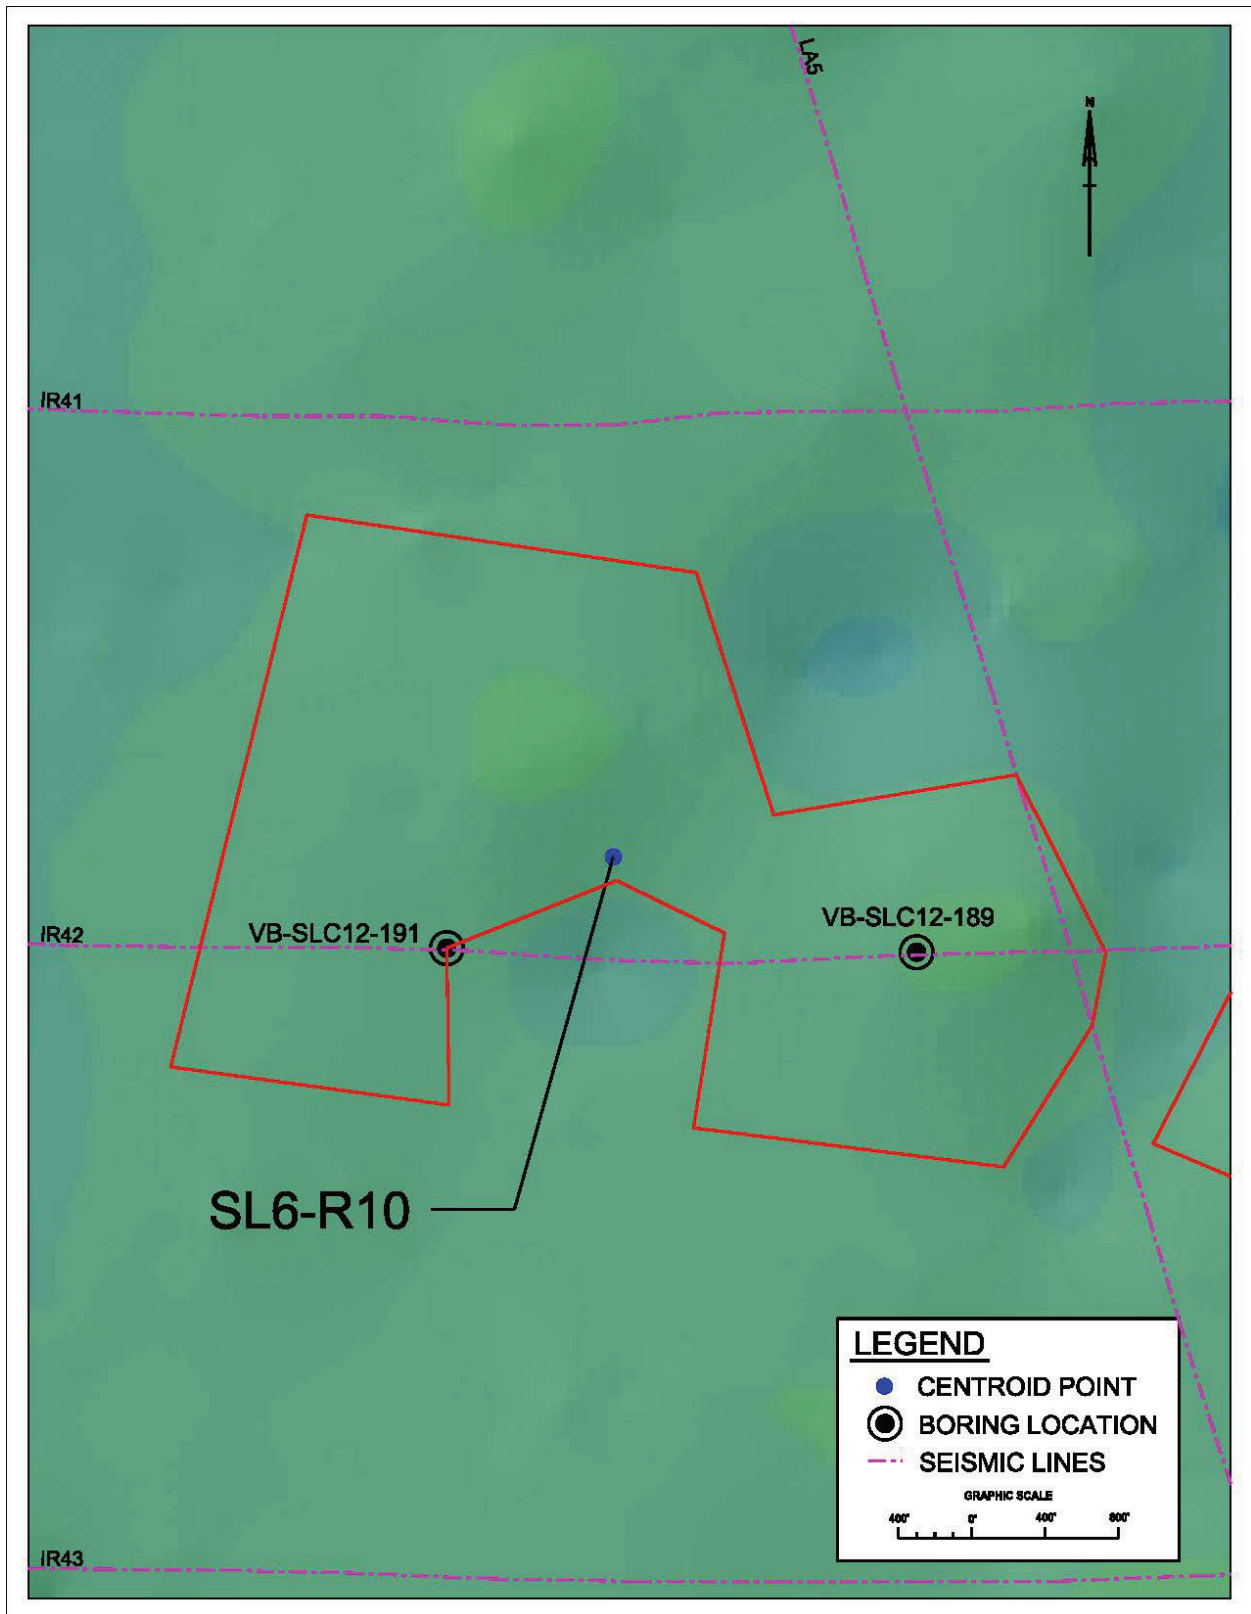 LA5
N
IR41
VB-SLC12-189
VB-SLC12-191
IR42
SL6-R10
LEGEND
CENTROID POINT
BORING LOCATION
SEISMIC LINES
GRAPHIC SCALE
400' 0' 400' 800'
IR43